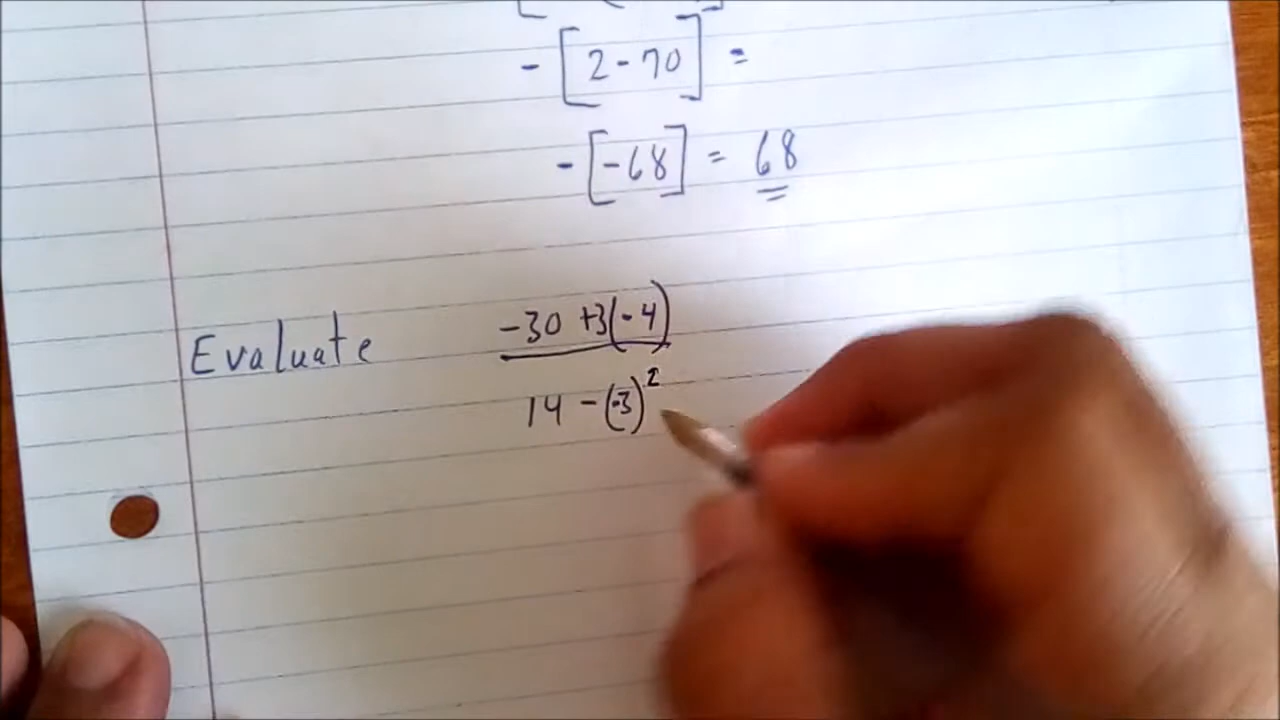 - [2 - 70] =
- [-68] = 68
Evaluate
-30 +3(-4)
14 - (-3)²